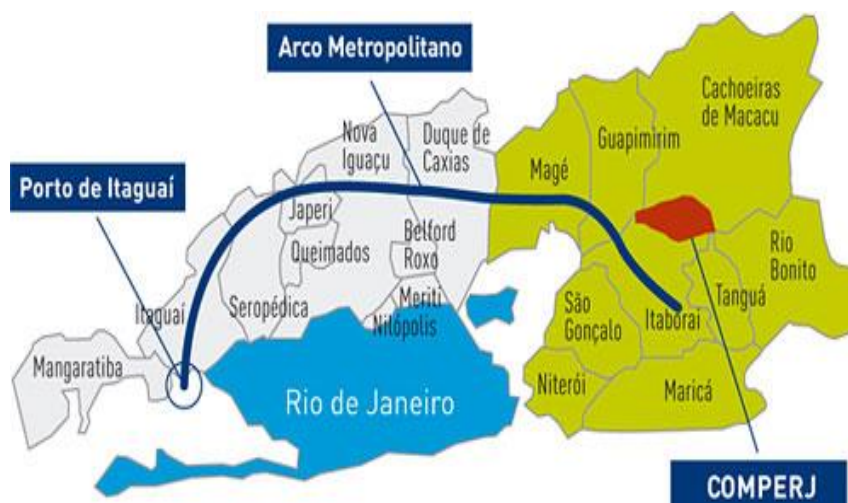 Arco Metropolitano
Cachoeiras
de Macacu
Guapimirim
Nova
Iguaçu
Duque de
Caxias
Magé
Porto de Itaguaí
Japeri
Belford
Roxo
Queimados
Rio
Bonito
Itaguaí
Seropédica
Meriti
Nilópolis
São
Gonçalo
Itaboraí
Tanguá
Mangaratiba
Niterói
Maricá
Rio de Janeiro
COMPERJ